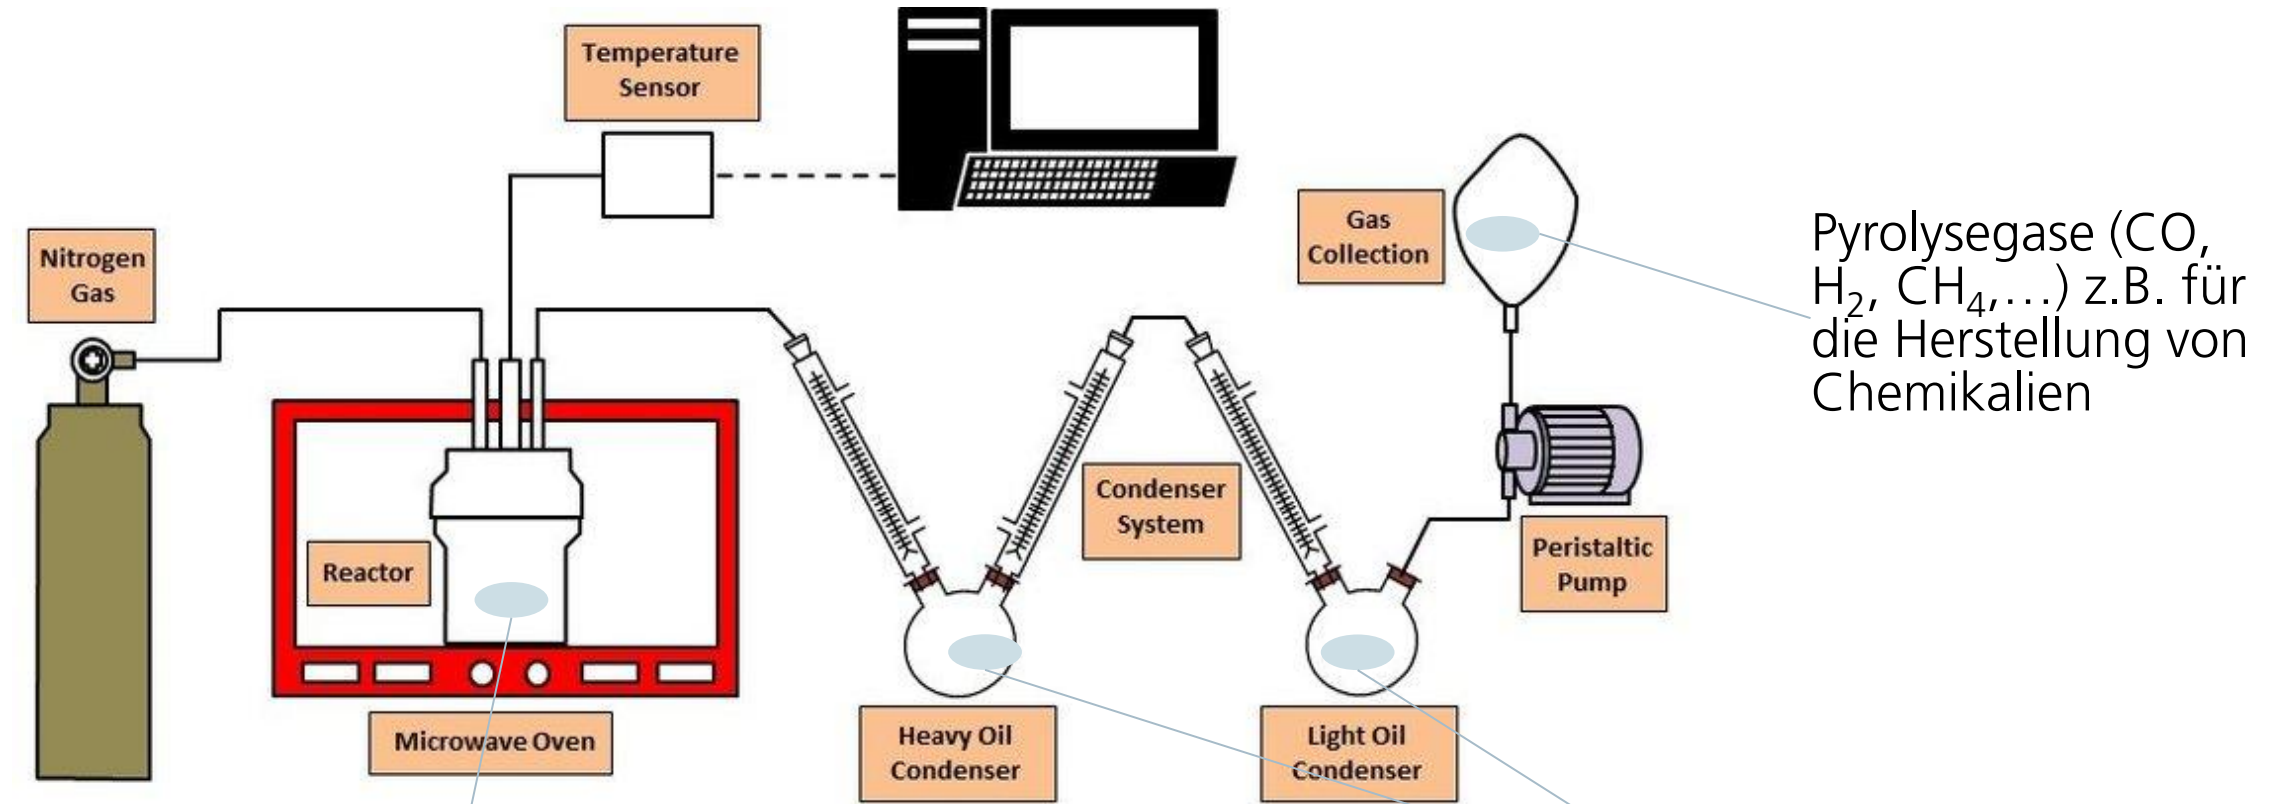 Temperature
Sensor
Nitrogen
Gas
Gas
Collection
Pyrolysegase (CO,
H₂, CH₄,...) z.B. für
die Herstellung von
Chemikalien
Condenser
System
Reactor
Peristaltic
Pump
Microwave Oven
Heavy Oil
Condenser
Light Oil
Condenser